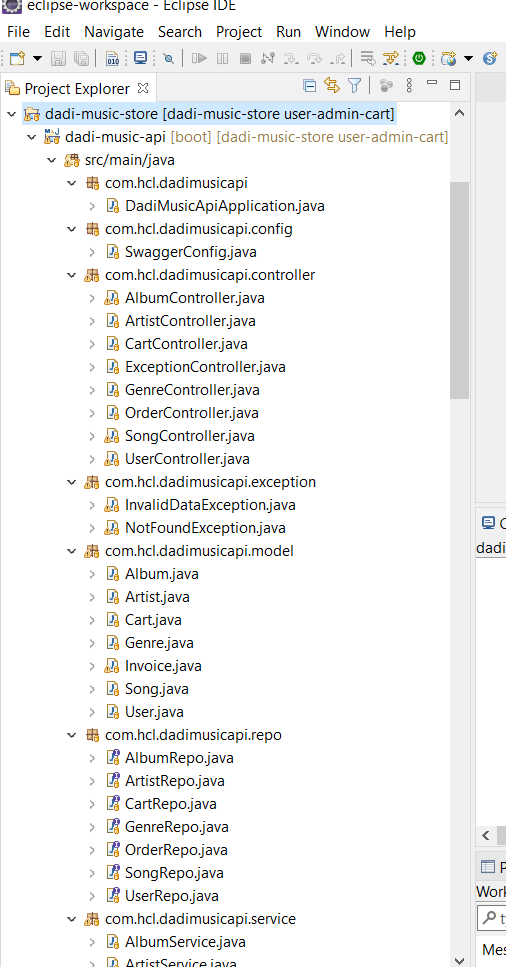 eclipse-workspace - Eclipse IDE
File Edit Navigate Search Project Run Window Help
010
Project Explorer
dadi-music-store [dadi-music-store user-admin-cart]
dadi-music-api [boot] [dadi-music-store user-admin-cart]
src/main/java
com.hcl.dadimusicapi
DadiMusicApiApplication.java
com.hcl.dadimusicapi.config
SwaggerConfig.java
com.hcl.dadimusicapi.controller
AlbumController.java
ArtistController.java
CartController.java
ExceptionController.java
GenreController.java
OrderController.java
SongController.java
UserController.java
com.hcl.dadimusicapi.exception
InvalidDataException.java
NotFoundException.java
com.hcl.dadimusicapi.model
Album.java
Artist.java
Cart.java
Genre.java
Invoice.java
Song.java
User.java
com.hcl.dadimusicapi.repo
AlbumRepo.java
ArtistRepo.java
CartRepo.java
GenreRepo.java
OrderRepo.java
SongRepo.java
UserRepo.java
com.hcl.dadimusicapi.service
AlbumService.java
ArtistService.java
dadi
Work
Mes